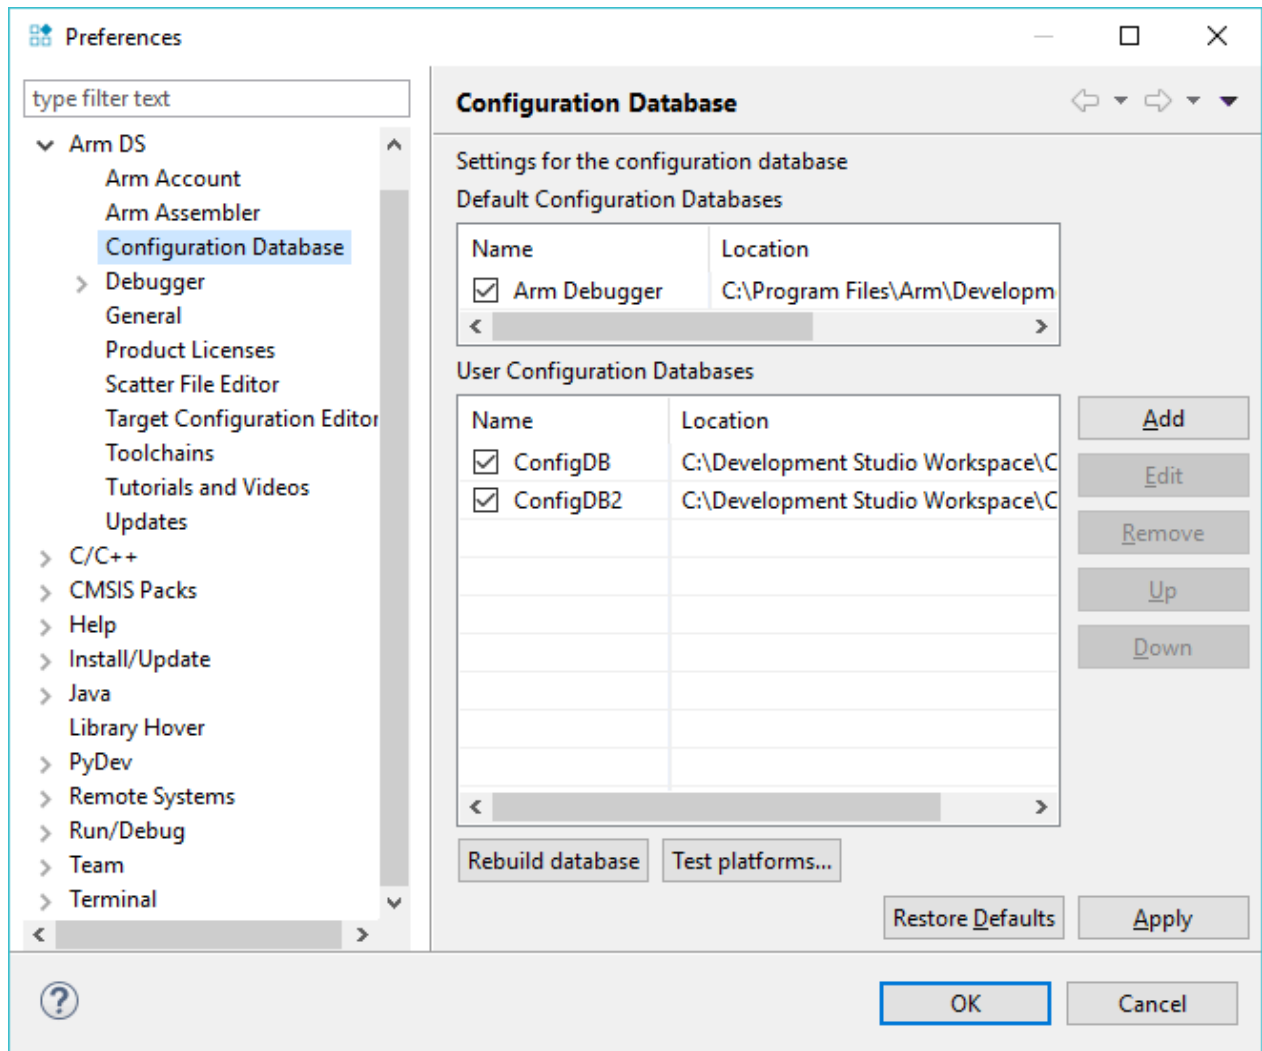 Preferences
type filter text
Arm DS
Arm Account
Arm Assembler
Configuration Database
Debugger
General
Product Licenses
Scatter File Editor
Target Configuration Editor
Toolchains
Tutorials and Videos
Updates
C/C++
CMSIS Packs
Help
Install/Update
Java
Library Hover
PyDev
Remote Systems
Run/Debug
Team
Terminal
Configuration Database
Settings for the configuration database
Default Configuration Databases
Name Location
Arm Debugger C:\Program Files\Arm\Developm
User Configuration Databases
Name Location
ConfigDB C:\Development Studio Workspace\C
ConfigDB2 C:\Development Studio Workspace\C
Add
Edit
Remove
Up
Down
Rebuild database Test platforms...
Restore Defaults Apply
? OK Cancel